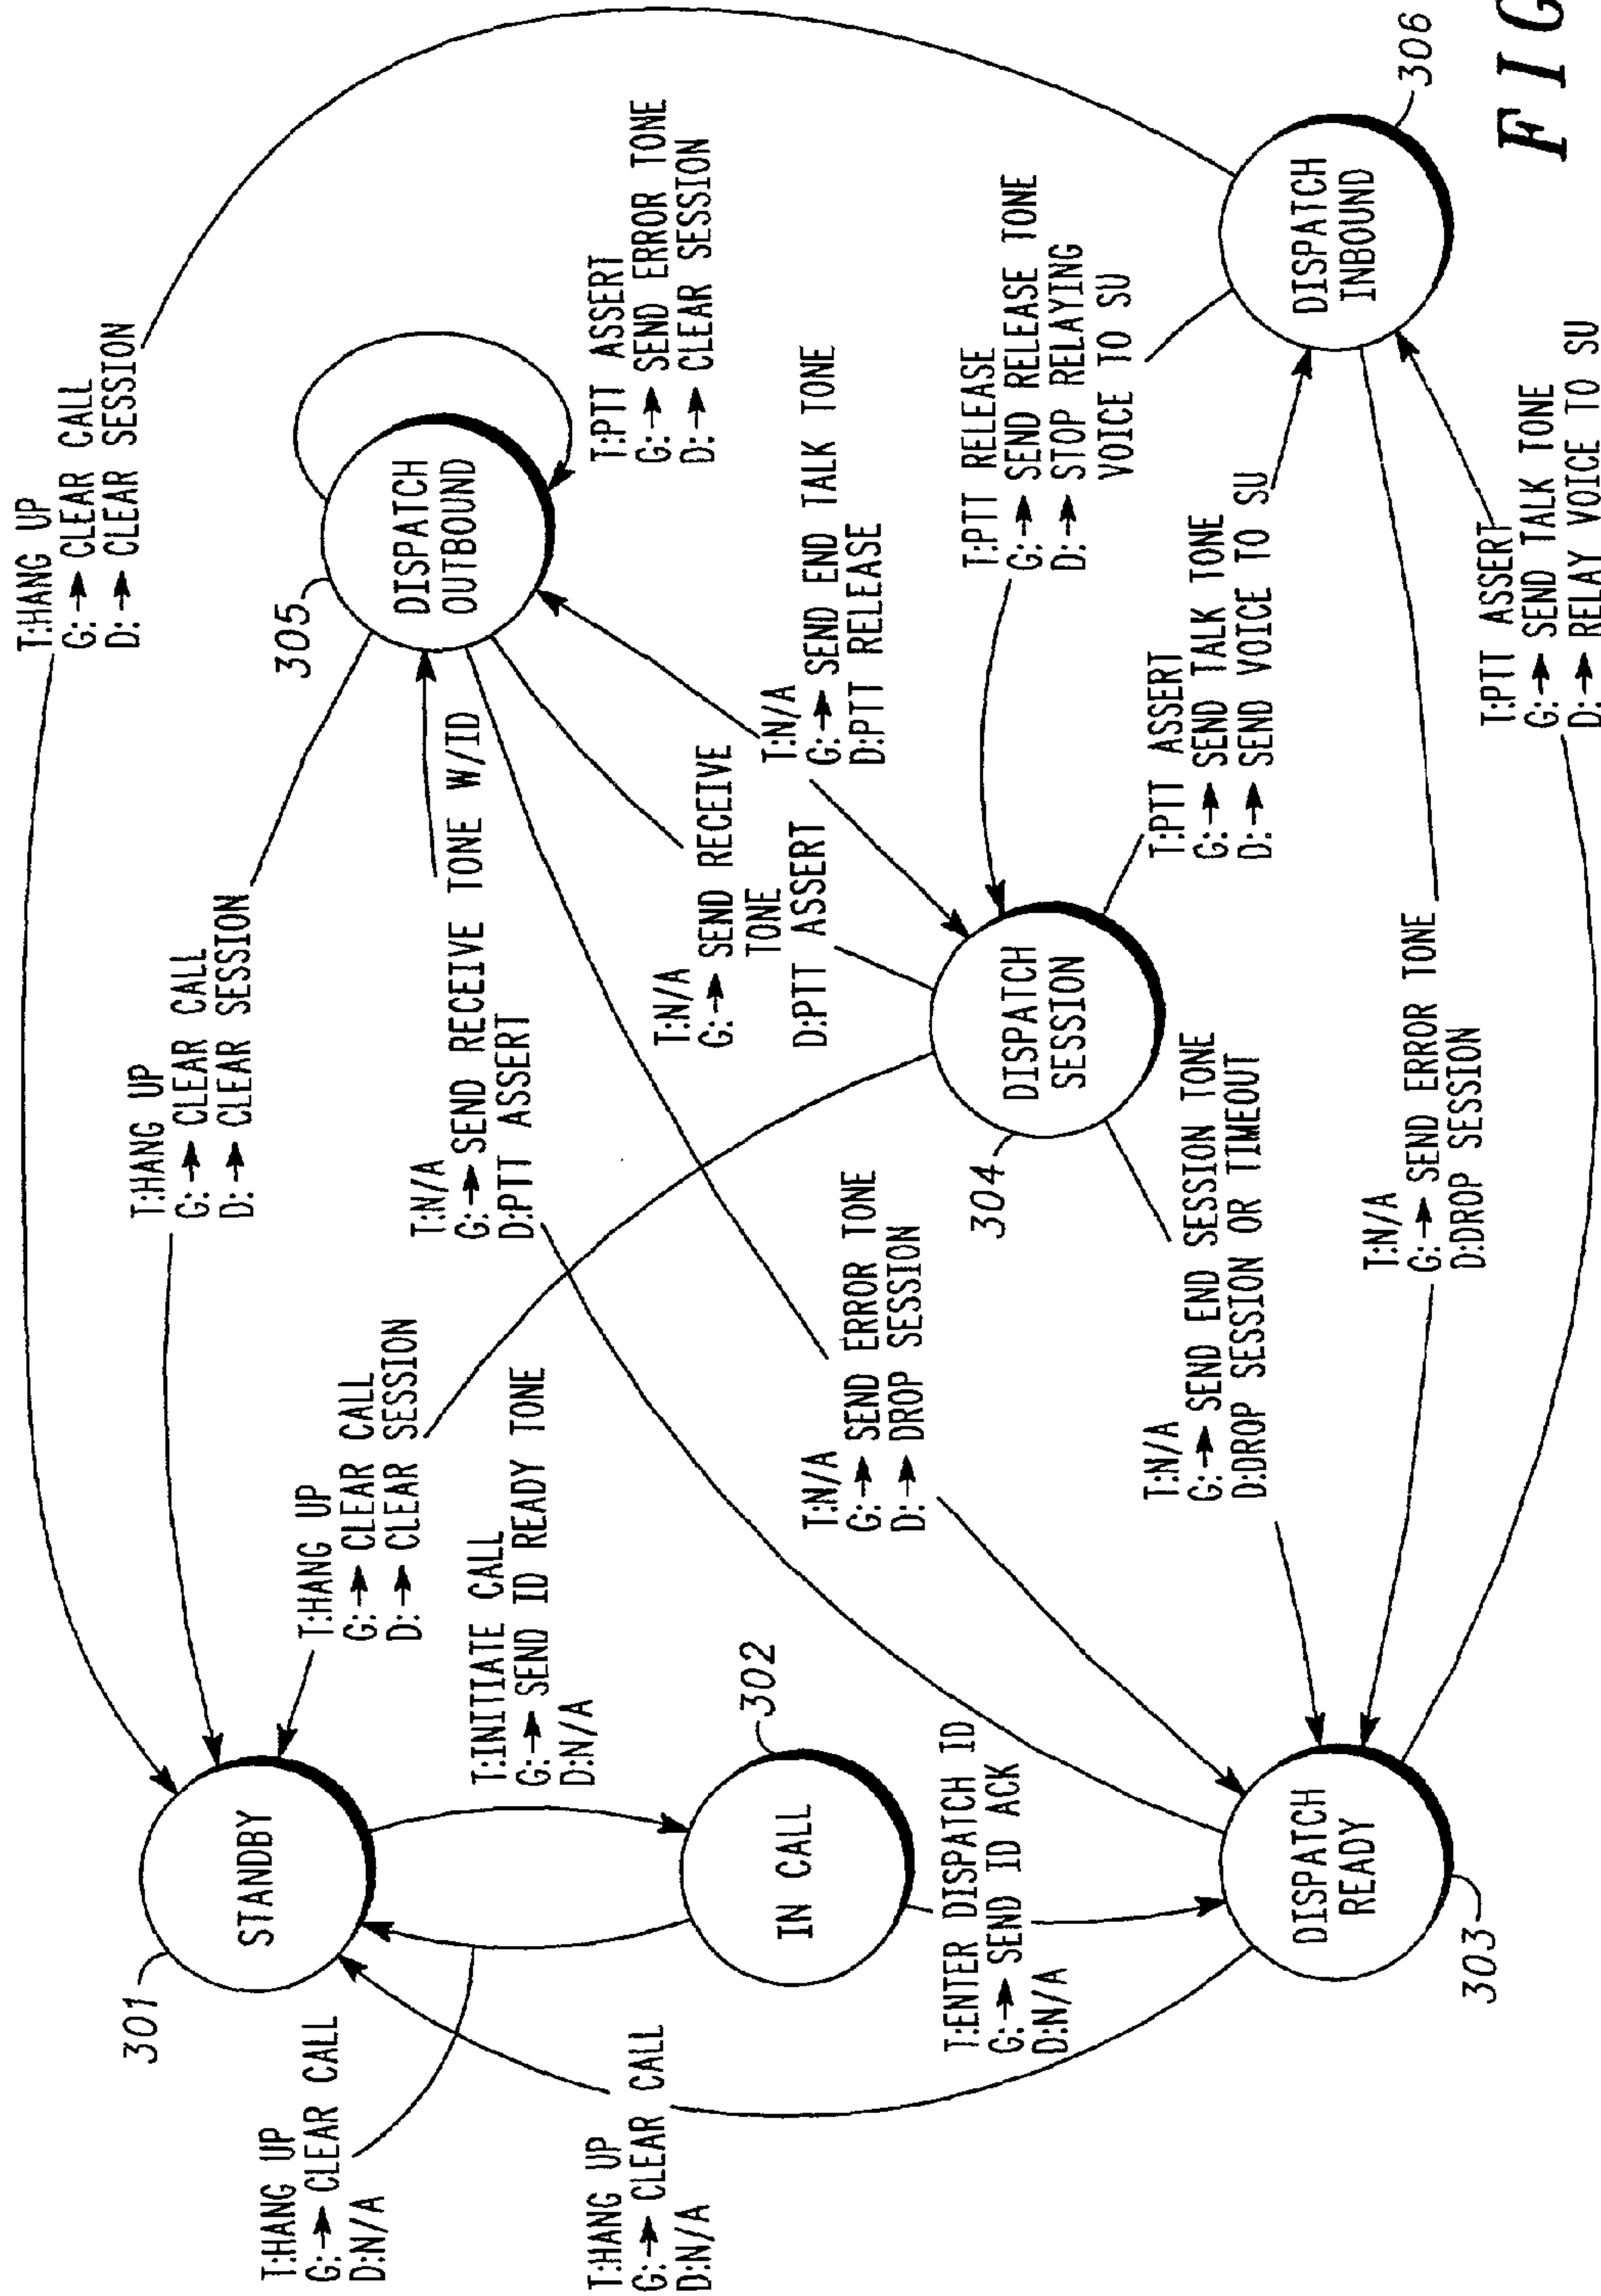 T:HANG UP
G:→CLEAR CALL
D:→CLEAR SESSION
T:HANG UP
G:→CLEAR CALL
D:→CLEAR SESSION
305
DISPATCH
OUTBOUND
T:PTT ASSERT
G:→SEND ERROR TONE
D:→CLEAR SESSION
301
STANDBY
T:HANG UP
G:→CLEAR CALL
D:→CLEAR SESSION
T:N/A
G:→SEND RECEIVE TONE W/ID
D:PTT ASSERT
T:HANG UP
G:→CLEAR CALL
D:N/A
T:INITIATE CALL
G:→SEND ID READY TONE
D:N/A
T:N/A
G:→SEND RECEIVE
TONE
D:PTT ASSERT
T:N/A
G:→SEND END TALK TONE
D:PTT RELEASE
T:HANG UP
G:→CLEAR CALL
D:N/A
IN CALL
302
T:N/A
G:→SEND ERROR TONE
D:→DROP SESSION
304
DISPATCH
SESSION
T:PTT RELEASE
G:→SEND RELEASE TONE
D:→STOP RELAYING
VOICE TO SU
T:ENTER DISPATCH ID
G:→SEND ID ACK
D:N/A
T:N/A
G:→SEND END SESSION TONE
D:DROP SESSION OR TIMEOUT
T:PTT ASSERT
G:→SEND TALK TONE
D:→SEND VOICE TO SU
DISPATCH
READY
303
T:N/A
G:→SEND ERROR TONE
D:DROP SESSION
DISPATCH
INBOUND
306
T:PTT ASSERT
G:→SEND TALK TONE
D:→RELAY VOICE TO SU
FIG